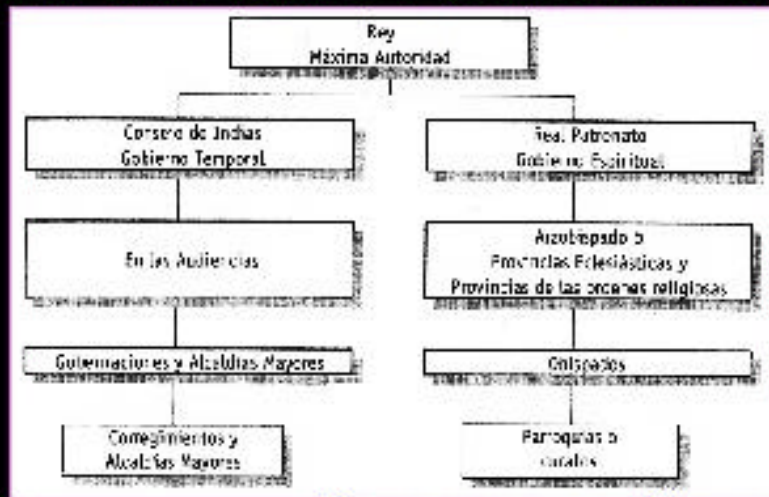 Rey
Máxima Autoridad
Consejo de Indias
Gobierno Temporal
Real Patronato
Gobierno Espiritual
En las Audiencias
Arzobispado o
Provincias Eclesiásticas y
Provincias de las ordenes religiosas
Gobernaciones y Alcaldías Mayores
Obispados
Corregimientos y
Alcaldías Mayores
Parroquias o
curatos